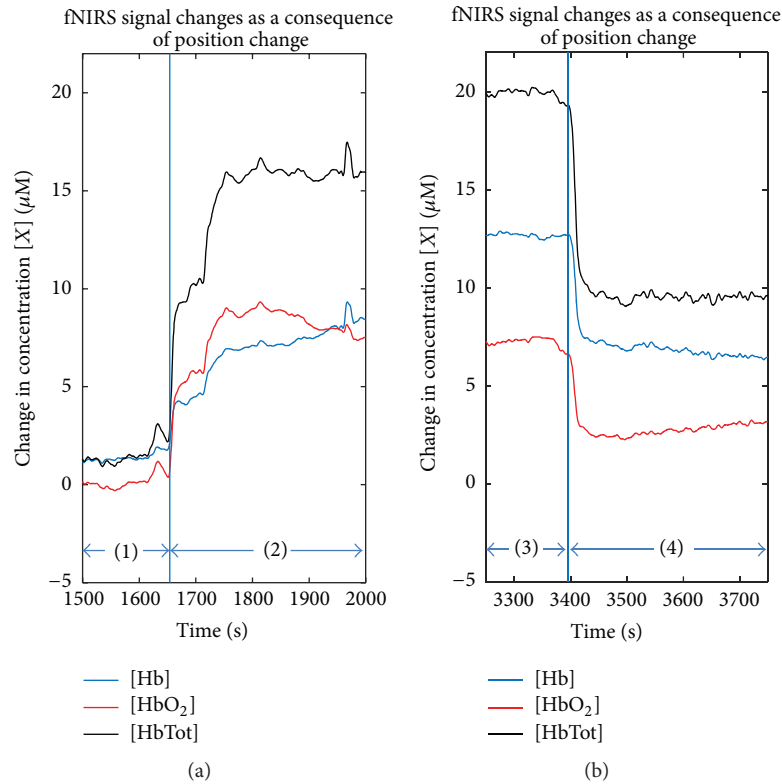 fNIRS signal changes as a consequence
of position change
20
15
10
5
0
−5
Change in concentration [X] (μM)
(1)
(2)
1500
1600
1700
1800
1900
2000
Time (s)
[Hb]
[HbO₂]
[HbTot]
(a)
fNIRS signal changes as a consequence
of position change
20
15
10
5
0
−5
Change in concentration [X] (μM)
(3)
(4)
3300
3400
3500
3600
3700
Time (s)
[Hb]
[HbO₂]
[HbTot]
(b)